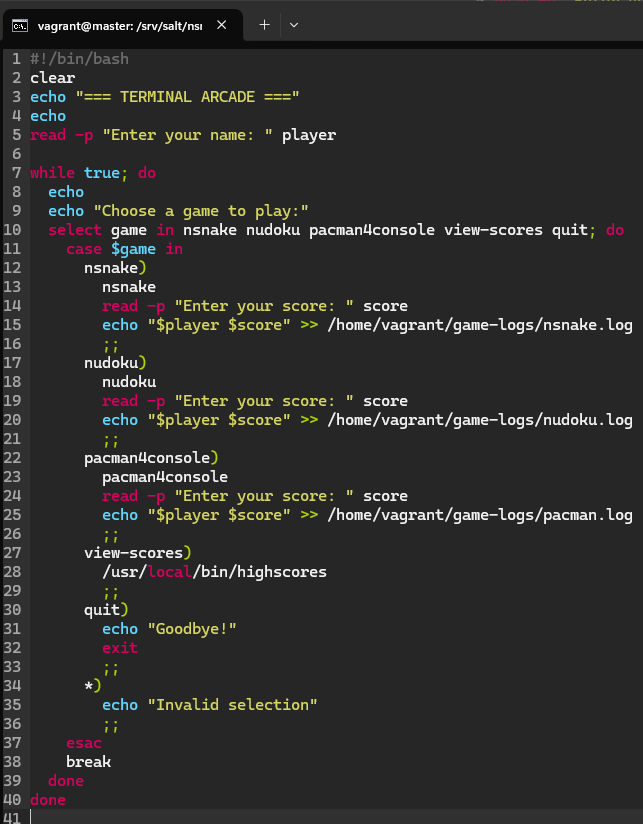 vagrant@master: /srv/salt/nsn
1 #!/bin/bash
2 clear
3 echo "=== TERMINAL ARCADE ==="
4 echo
5 read -p "Enter your name: " player
6
7 while true; do
8   echo
9   echo "Choose a game to play:"
10   select game in nsnake nudoku pacman4console view-scores quit; do
11     case $game in
12       nsnake)
13         nsnake
14         read -p "Enter your score: " score
15         echo "$player $score" >> /home/vagrant/game-logs/nsnake.log
16         ;;
17       nudoku)
18         nudoku
19         read -p "Enter your score: " score
20         echo "$player $score" >> /home/vagrant/game-logs/nudoku.log
21         ;;
22       pacman4console)
23         pacman4console
24         read -p "Enter your score: " score
25         echo "$player $score" >> /home/vagrant/game-logs/pacman.log
26         ;;
27       view-scores)
28         /usr/local/bin/highscores
29         ;;
30       quit)
31         echo "Goodbye!"
32         exit
33         ;;
34       *)
35         echo "Invalid selection"
36         ;;
37     esac
38     break
39   done
40 done
41